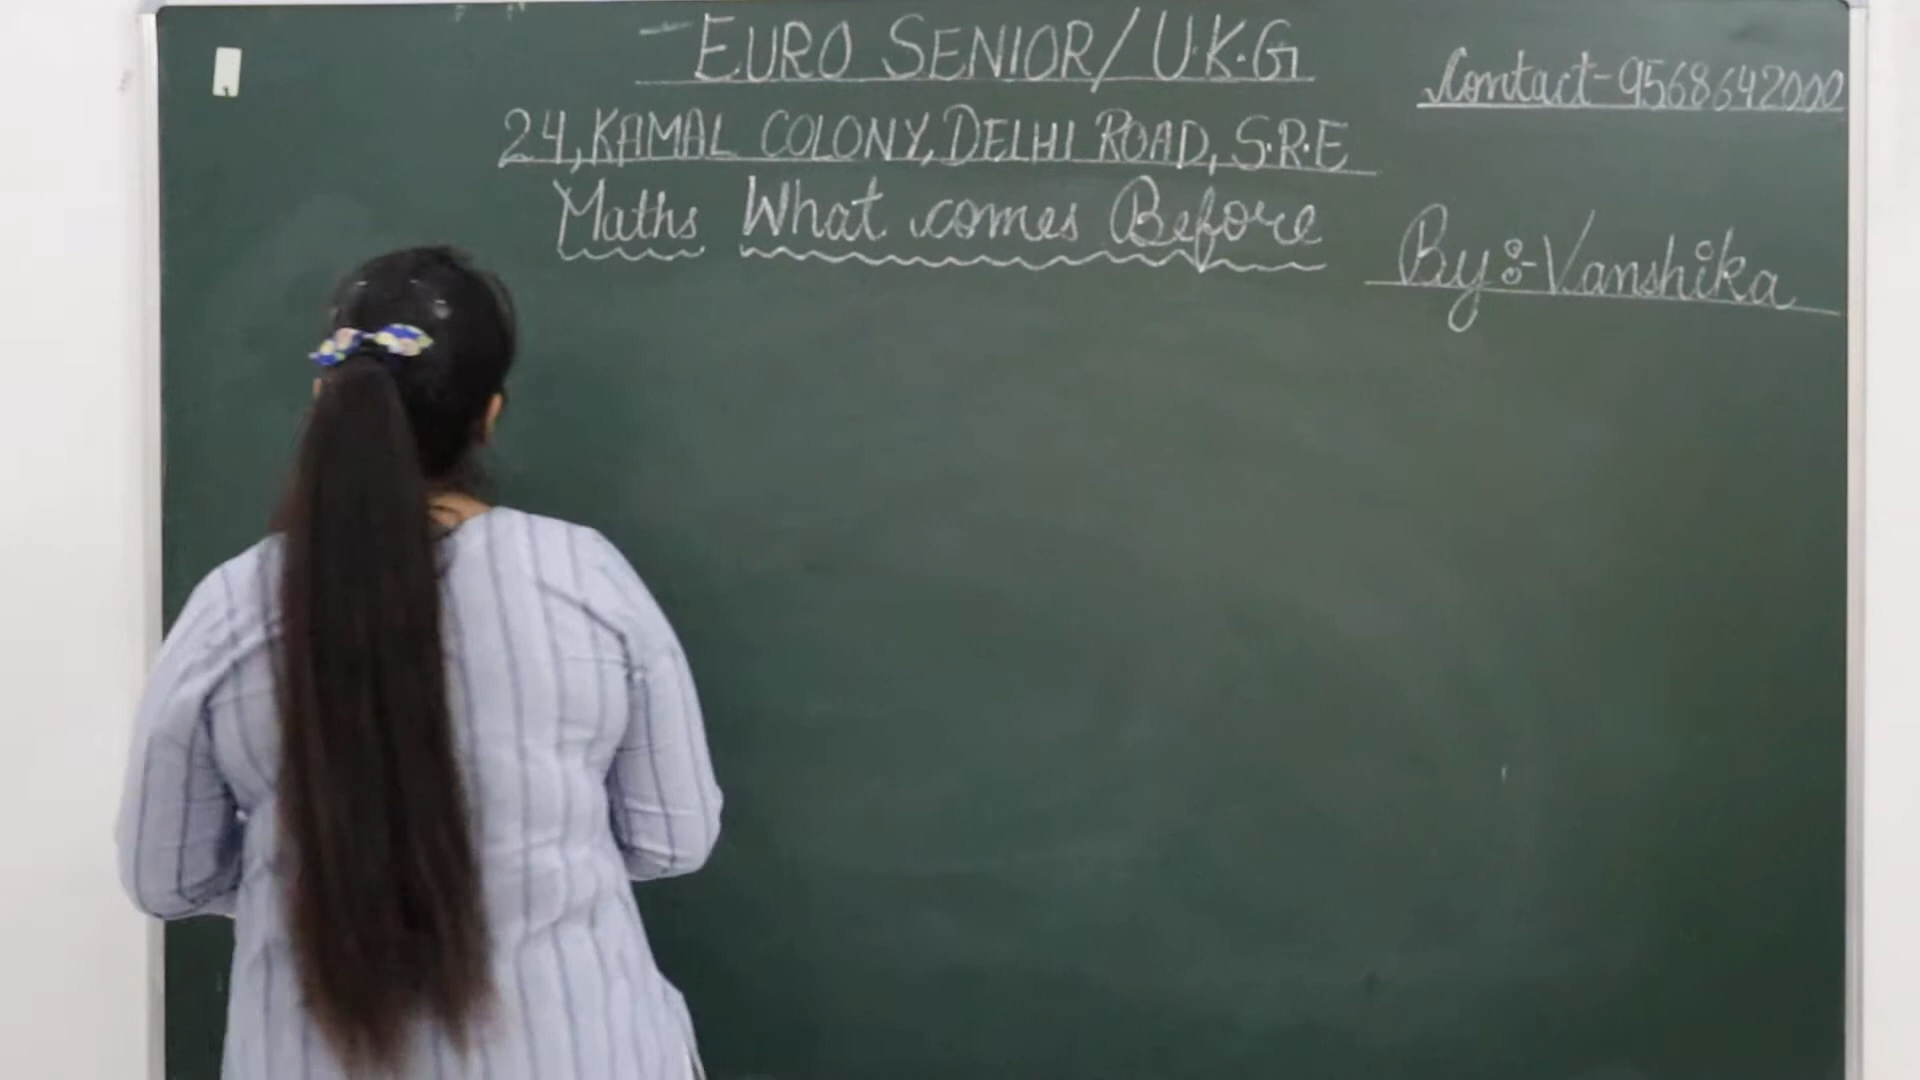 EURO SENIOR/U.K.G
Contact-9568642000
24,KAMAL COLONY,DELHI ROAD, S.R.E
Maths What comes Before
By:-Vanshika